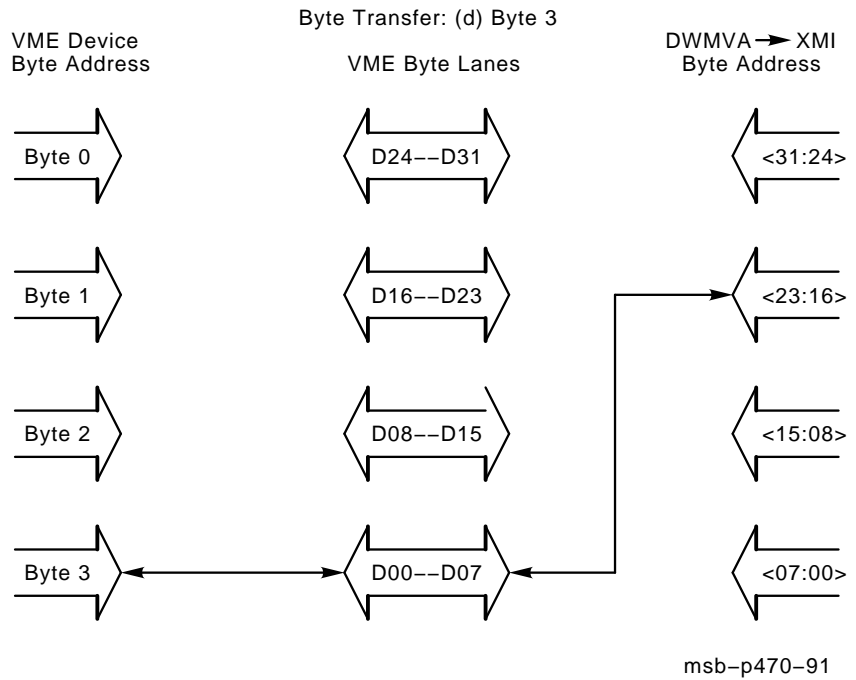 Byte Transfer: (d) Byte 3
VME Device
Byte Address
VME Byte Lanes
DWMVA → XMI
Byte Address
Byte 0
D24--D31
<31:24>
Byte 1
D16--D23
<23:16>
Byte 2
D08--D15
<15:08>
Byte 3
D00--D07
<07:00>
msb-p470-91